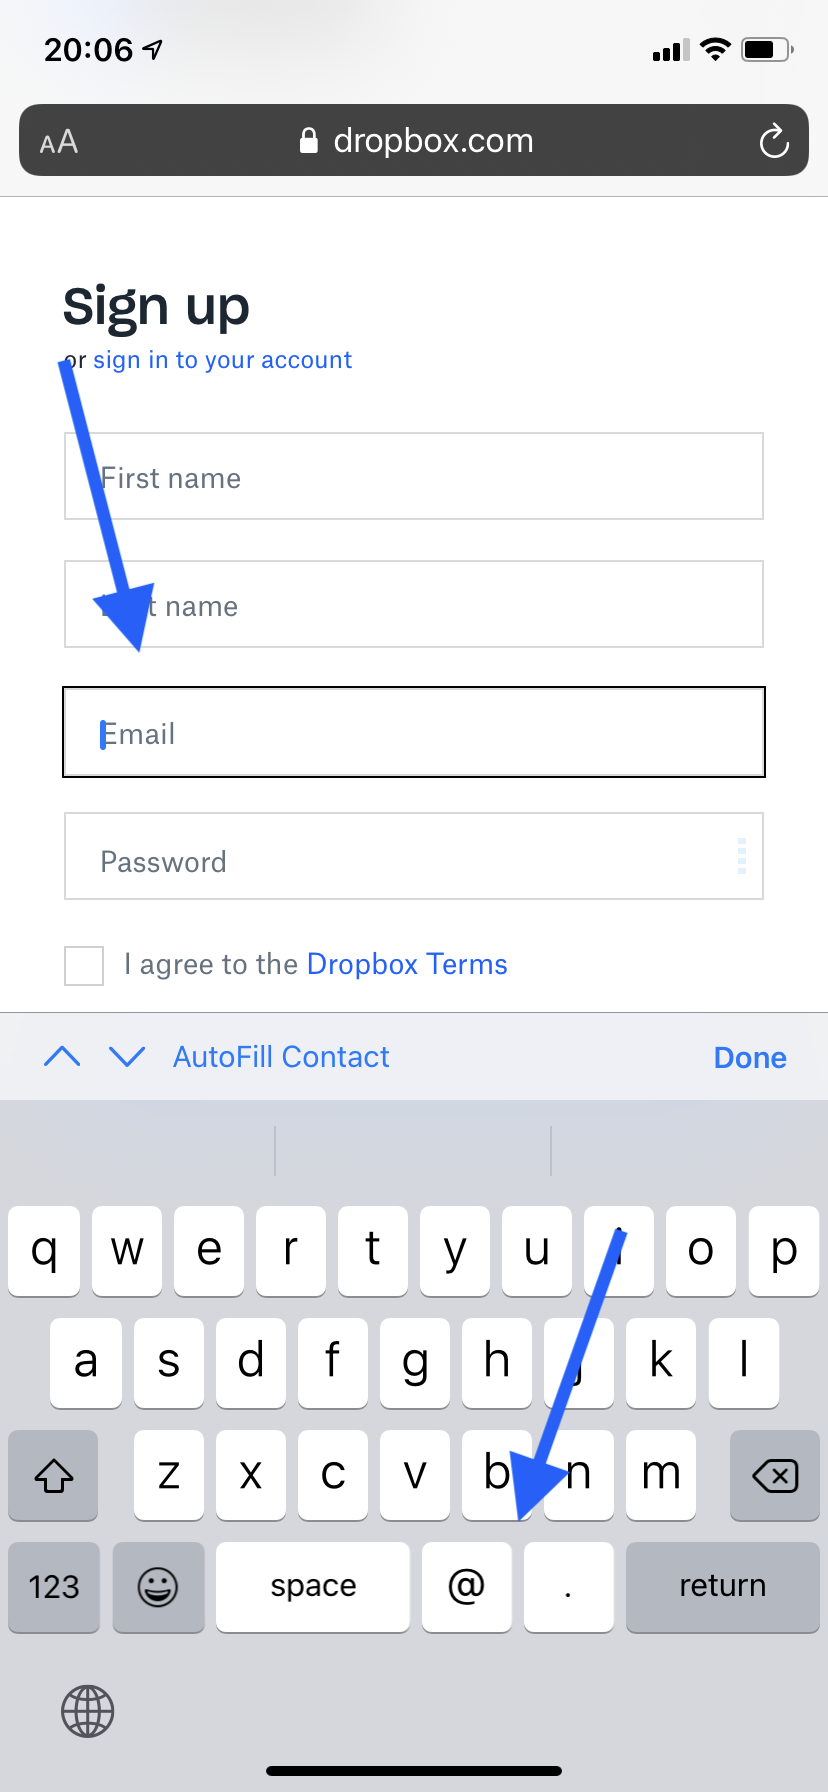 20:06
AA dropbox.com
Sign up
or sign in to your account
First name
name
Email
Password
I agree to the Dropbox Terms
AutoFill Contact Done
q w e r t y u i o p
a s d f g h j k l
z x c v b n m
123 space @ . return